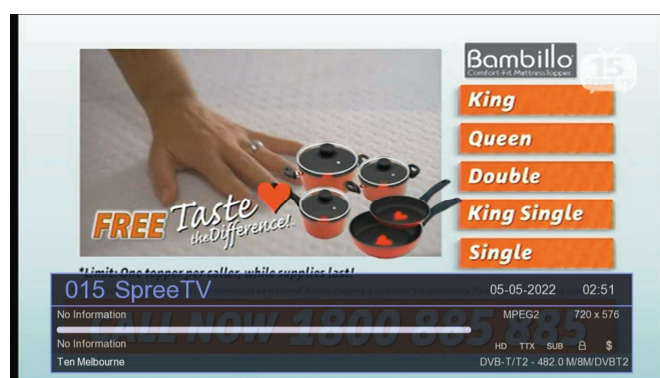 Bambillo
Comfort-Fit Mattress Topper
15
King
Queen
Double
King Single
Single
FREE Taste
the Difference!
*Limit: One topper per caller, while supplies last!
015 SpreeTV
05-05-2022 02:51
No Information
MPEG2 720 x 576
CALL NOW 1800 885 885
No Information
HD TTX SUB $
Ten Melbourne
DVB-T/T2 - 482.0 M/8M/DVBT2